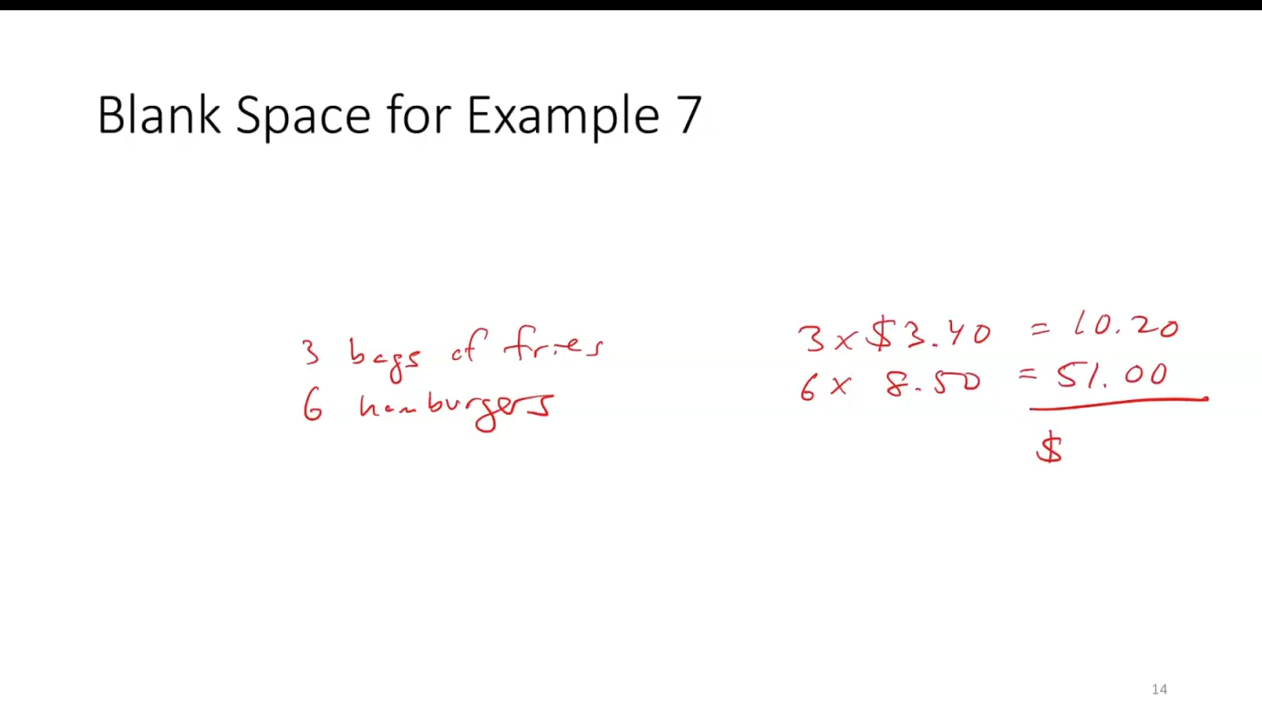 Blank Space for Example 7
3 bags of fries 3 x $3.40 = 10.20
6 hamburgers 6 x 8.50 = 51.00
$
14